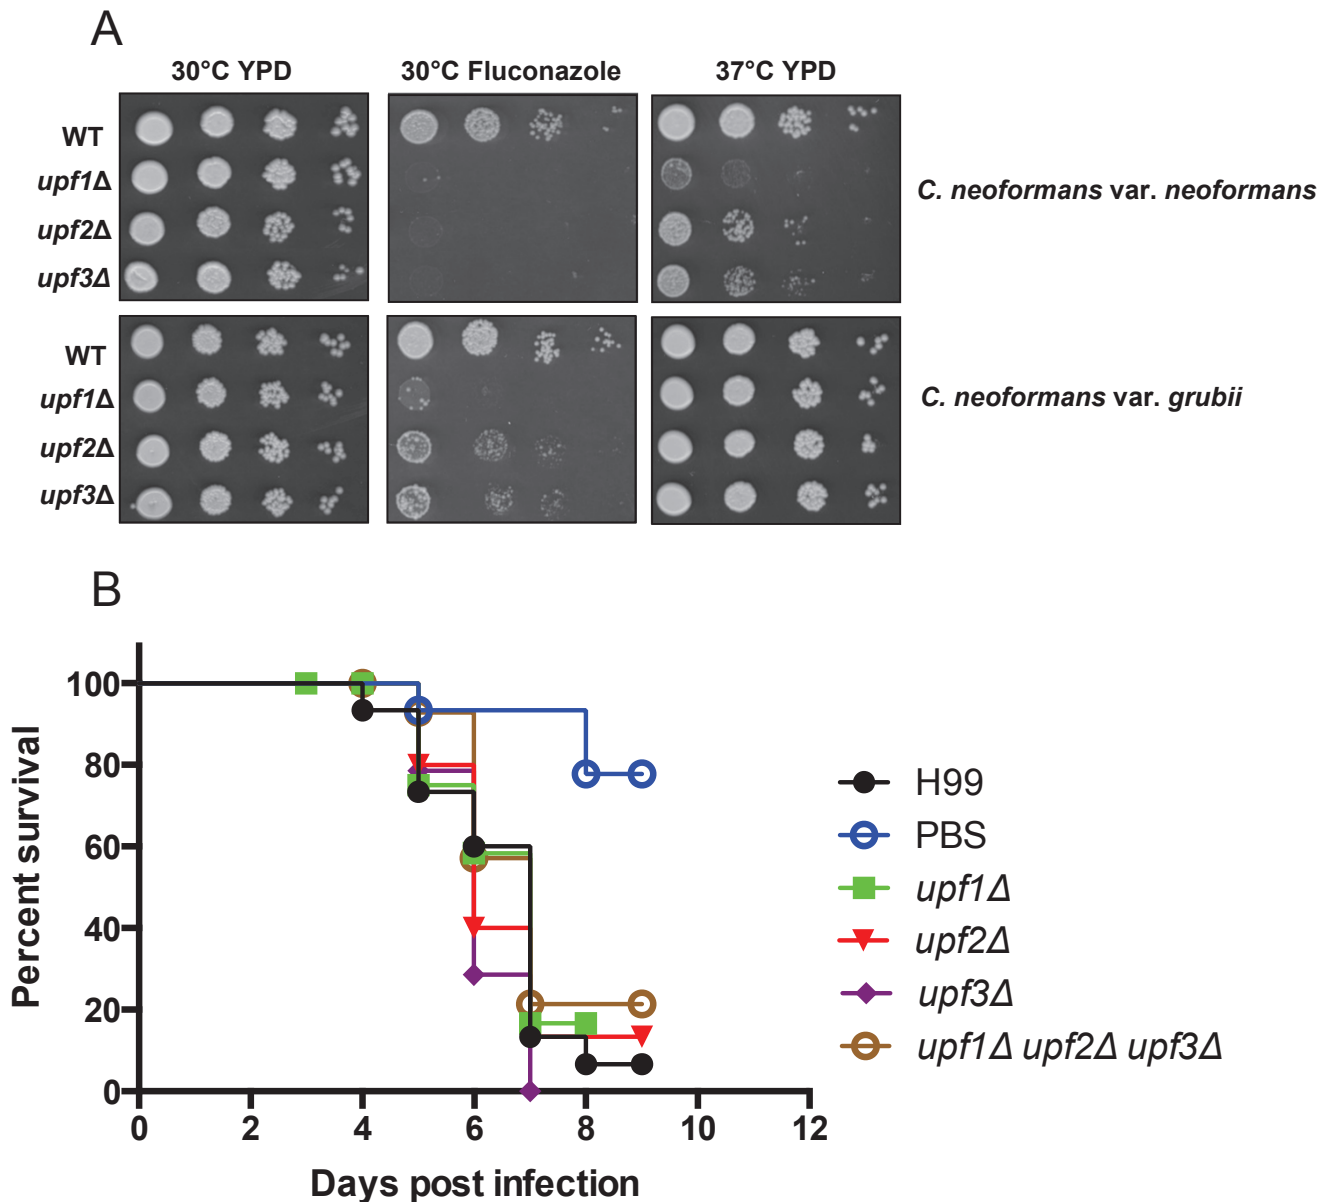 A
30°C YPD 30°C Fluconazole 37°C YPD
WT
upf1Δ
upf2Δ
upf3Δ
C. neoformans var. neoformans
WT
upf1Δ
upf2Δ
upf3Δ
C. neoformans var. grubii
B
Percent survival
100
80
60
40
20
0
0 2 4 6 8 10 12
Days post infection
H99
PBS
upf1Δ
upf2Δ
upf3Δ
upf1Δ upf2Δ upf3Δ